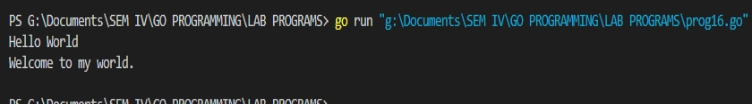 PS G:\Documents\SEM IV\GO PROGRAMMING\LAB PROGRAMS> go run "g:\Documents\SEM IV\GO PROGRAMMING\LAB PROGRAMS\prog16.go"
Hello World
Welcome to my world.
PS G:\Documents\SEM IV\GO PROGRAMMING\LAB PROGRAMS>